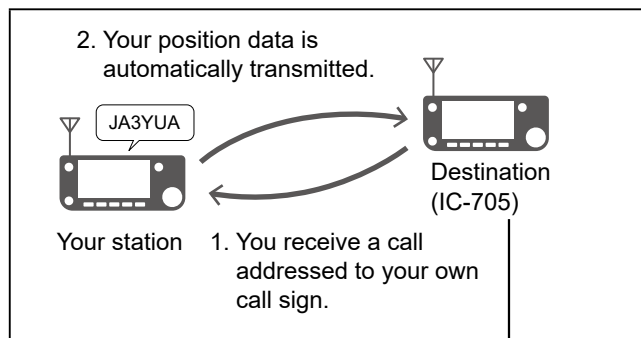 2. Your position data is
automatically transmitted.
JA3YUA
Destination
(IC-705)
Your station
1. You receive a call
addressed to your own
call sign.